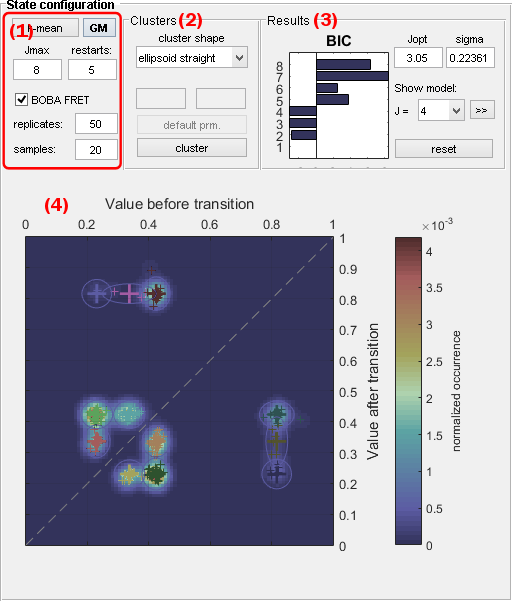 State configuration
(1)
-mean
GM
Jmax
restarts:
8
5
BOBA FRET
replicates:
50
samples:
20
Clusters (2)
cluster shape
ellipsoid straight
default prm.
cluster
Results (3)
BIC
8
7
6
5
4
3
2
1
Jopt
sigma
3.05
0.22361
Show model:
J =
4
>>
reset
(4)
Value before transition
0
0.2
0.4
0.6
0.8
1
1
0.9
0.8
0.7
0.6
0.5
0.4
0.3
0.2
0.1
0
Value after transition
×10⁻³
4
3.5
3
2.5
2
1.5
1
0.5
0
normalized occurrence